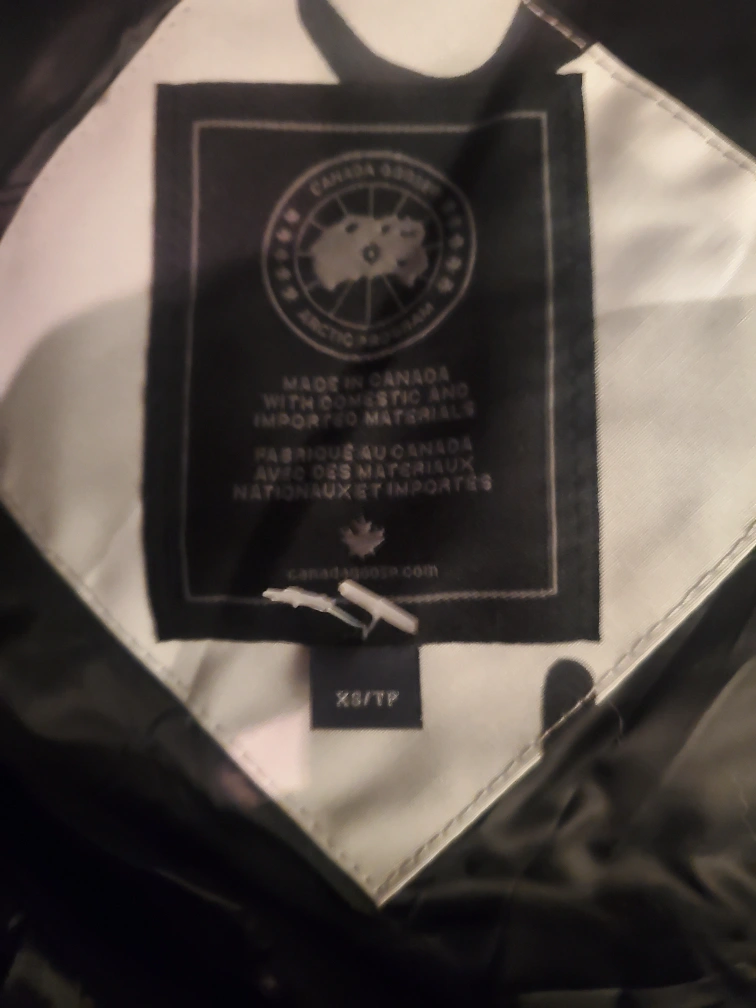 CANADA GOOSE
ARCTIC PROGRAM
MADE IN CANADA
WITH DOMESTIC AND
IMPORTED MATERIALS
FABRIQUÉ AU CANADA
AVEC DES MATERIAUX
NATIONAUX ET IMPORTÉS
canadagoose.com
XS/TP